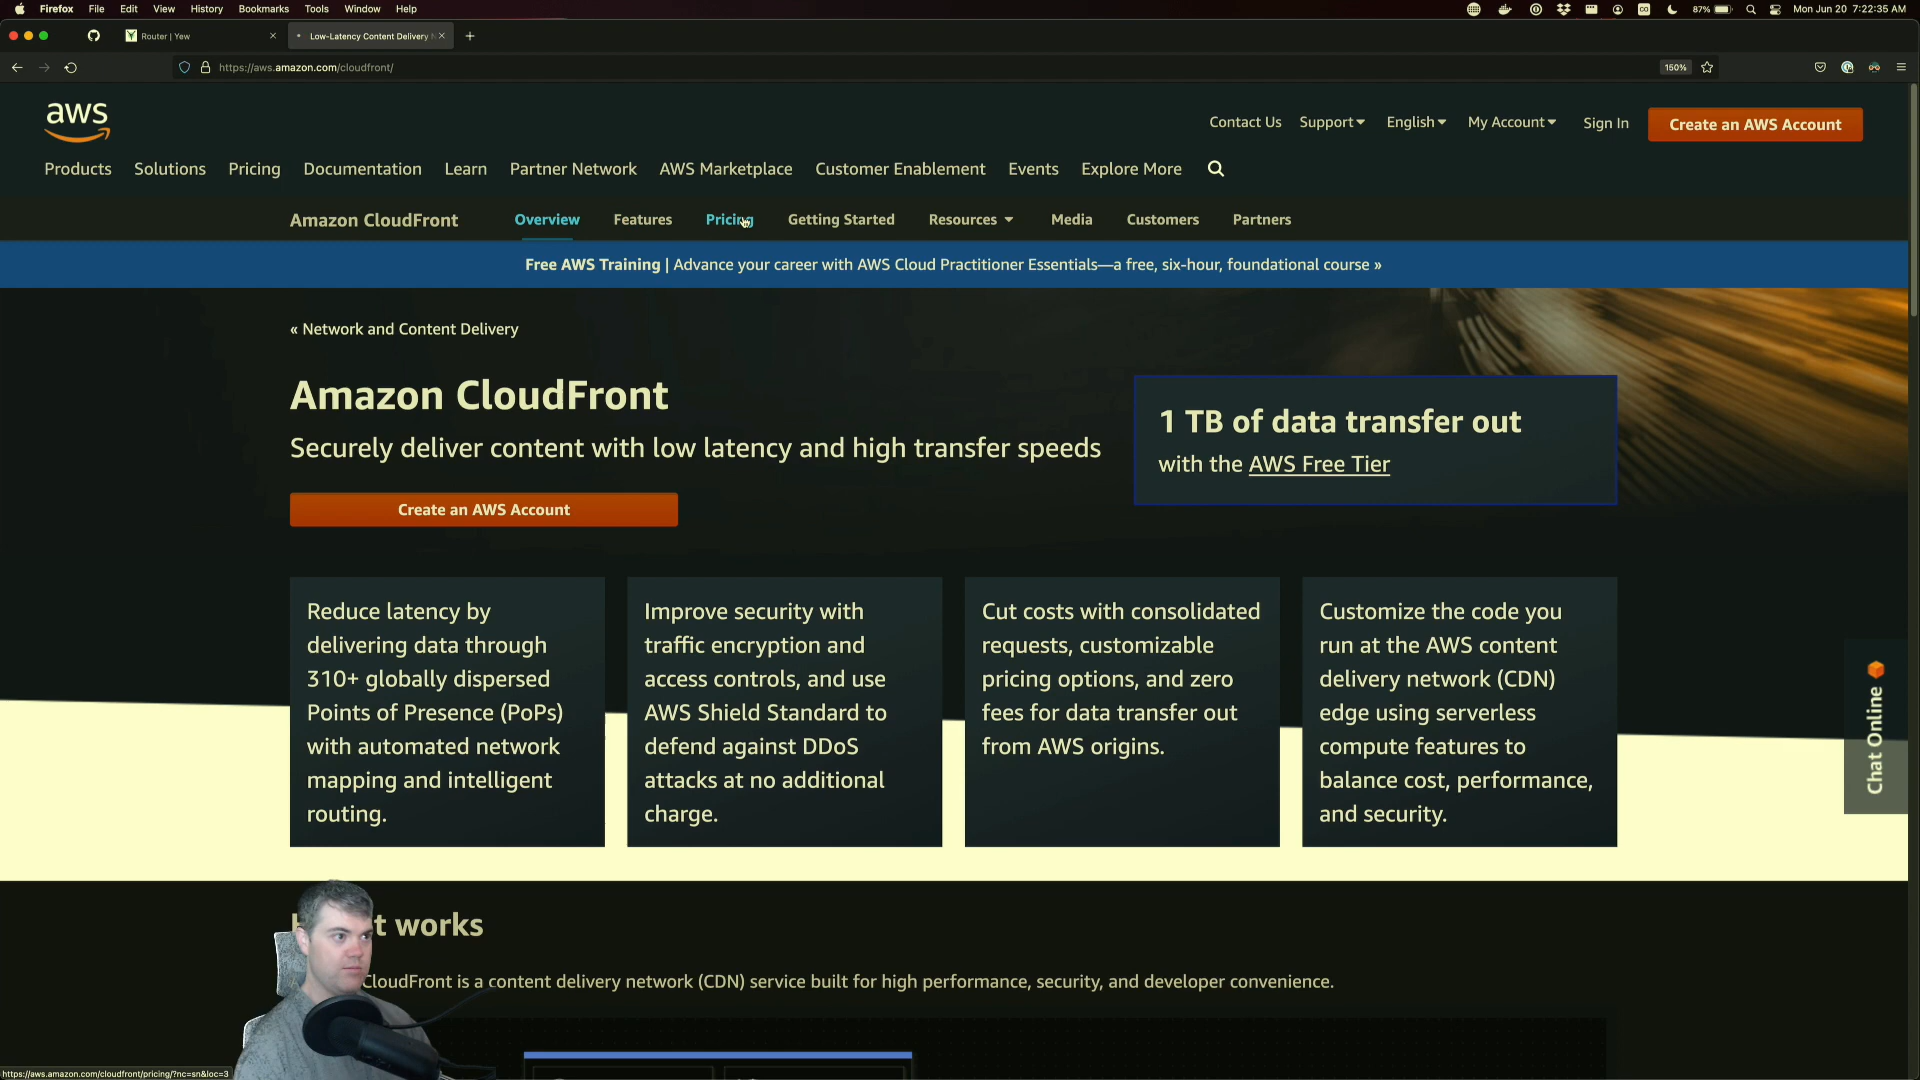 Firefox File Edit View History Bookmarks Tools Window Help
87% Mon Jun 20 7:22:35 AM
Router | Yew
Low-Latency Content Delivery
https://aws.amazon.com/cloudfront/
150%
aws
Contact Us Support English My Account Sign In Create an AWS Account
Products Solutions Pricing Documentation Learn Partner Network AWS Marketplace Customer Enablement Events Explore More
Amazon CloudFront Overview Features Pricing Getting Started Resources Media Customers Partners
Free AWS Training | Advance your career with AWS Cloud Practitioner Essentials—a free, six-hour, foundational course »
« Network and Content Delivery
Amazon CloudFront
Securely deliver content with low latency and high transfer speeds
Create an AWS Account
1 TB of data transfer out
with the AWS Free Tier
Reduce latency by
delivering data through
310+ globally dispersed
Points of Presence (PoPs)
with automated network
mapping and intelligent
routing.
Improve security with
traffic encryption and
access controls, and use
AWS Shield Standard to
defend against DDoS
attacks at no additional
charge.
Cut costs with consolidated
requests, customizable
pricing options, and zero
fees for data transfer out
from AWS origins.
Customize the code you
run at the AWS content
delivery network (CDN)
edge using serverless
compute features to
balance cost, performance,
and security.
Chat Online
t works
CloudFront is a content delivery network (CDN) service built for high performance, security, and developer convenience.
https://aws.amazon.com/cloudfront/pricing/?nc=sn&loc=3